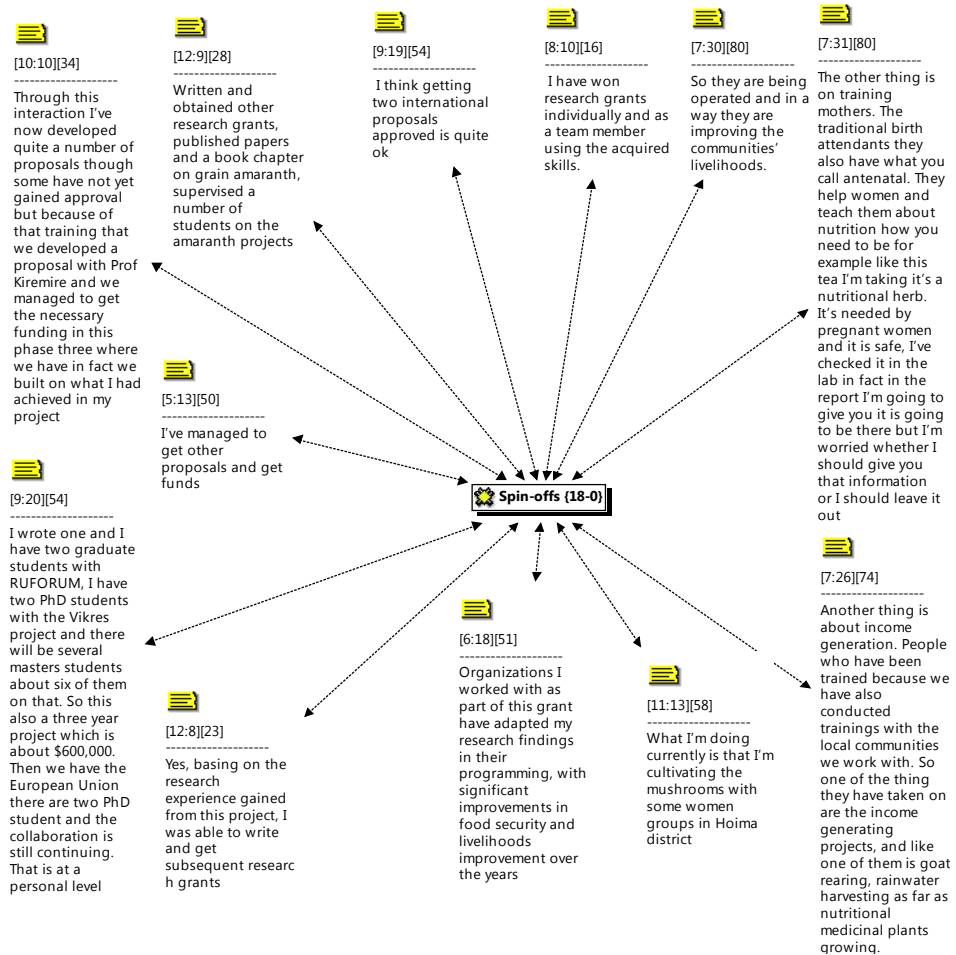 [10:10][34]
--------------------
Through this
interaction I've
now developed
quite a number of
proposals though
some have not yet
gained approval
but because of
that training that
we developed a
proposal with Prof
Kiremire and we
managed to get
the necessary
funding in this
phase three where
we have in fact we
built on what I had
achieved in my
project
[12:9][28]
--------------------
Written and
obtained other
research grants,
published papers
and a book chapter
on grain amaranth,
supervised a
number of
students on the
amaranth projects
[9:19][54]
--------------------
I think getting
two international
proposals
approved is quite
ok
[8:10][16]
--------------------
I have won
research grants
individually and as
a team member
using the acquired
skills.
[7:30][80]
--------------------
So they are being
operated and in a
way they are
improving the
communities'
livelihoods.
[7:31][80]
--------------------
The other thing is
on training
mothers. The
traditional birth
attendants they
also have what you
call antenatal. They
help women and
teach them about
nutrition how you
need to be for
example like this
tea I'm taking it's a
nutritional herb.
It's needed by
pregnant women
and it is safe, I've
checked it in the
lab in fact in the
report I'm going to
give you it is going
to be there but I'm
worried whether I
should give you
that information
or I should leave it
out
[5:13][50]
--------------------
I've managed to
get other
proposals and get
funds
Spin-offs {18-0}
[9:20][54]
--------------------
I wrote one and I
have two graduate
students with
RUFORUM, I have
two PhD students
with the Vikres
project and there
will be several
masters students
about six of them
on that. So this
also a three year
project which is
about $600,000.
Then we have the
European Union
there are two PhD
student and the
collaboration is
still continuing.
That is at a
personal level
[12:8][23]
--------------------
Yes, basing on the
research
experience gained
from this project, I
was able to write
and get
subsequent researc
h grants
[6:18][51]
--------------------
Organizations I
worked with as
part of this grant
have adapted my
research findings
in their
programming, with
significant
improvements in
food security and
livelihoods
improvement over
the years
[11:13][58]
--------------------
What I'm doing
currently is that I'm
cultivating the
mushrooms with
some women
groups in Hoima
district
[7:26][74]
--------------------
Another thing is
about income
generation. People
who have been
trained because we
have also
conducted
trainings with the
local communities
we work with. So
one of the thing
they have taken on
are the income
generating
projects, and like
one of them is goat
rearing, rainwater
harvesting as far as
nutritional
medicinal plants
growing.